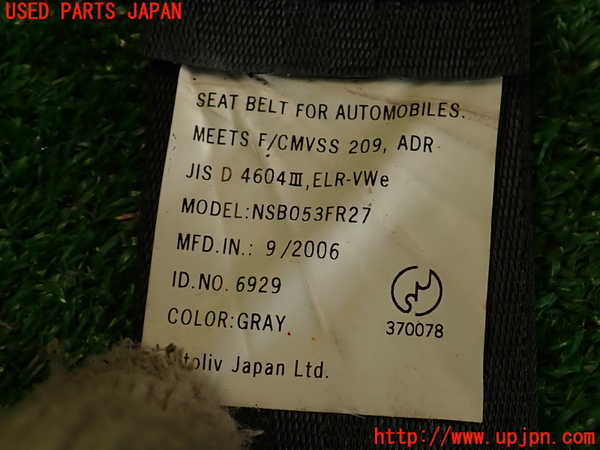 USED PARTS JAPAN
SEAT BELT FOR AUTOMOBILES.
MEETS F/CMVSS 209, ADR
JIS D 4604Ⅲ, ELR-VWe
MODEL:NSB053FR27
MFD.IN.: 9/2006
ID.NO. 6929
COLOR:GRAY
370078
Japan Ltd.
http://www.upjpn.com/